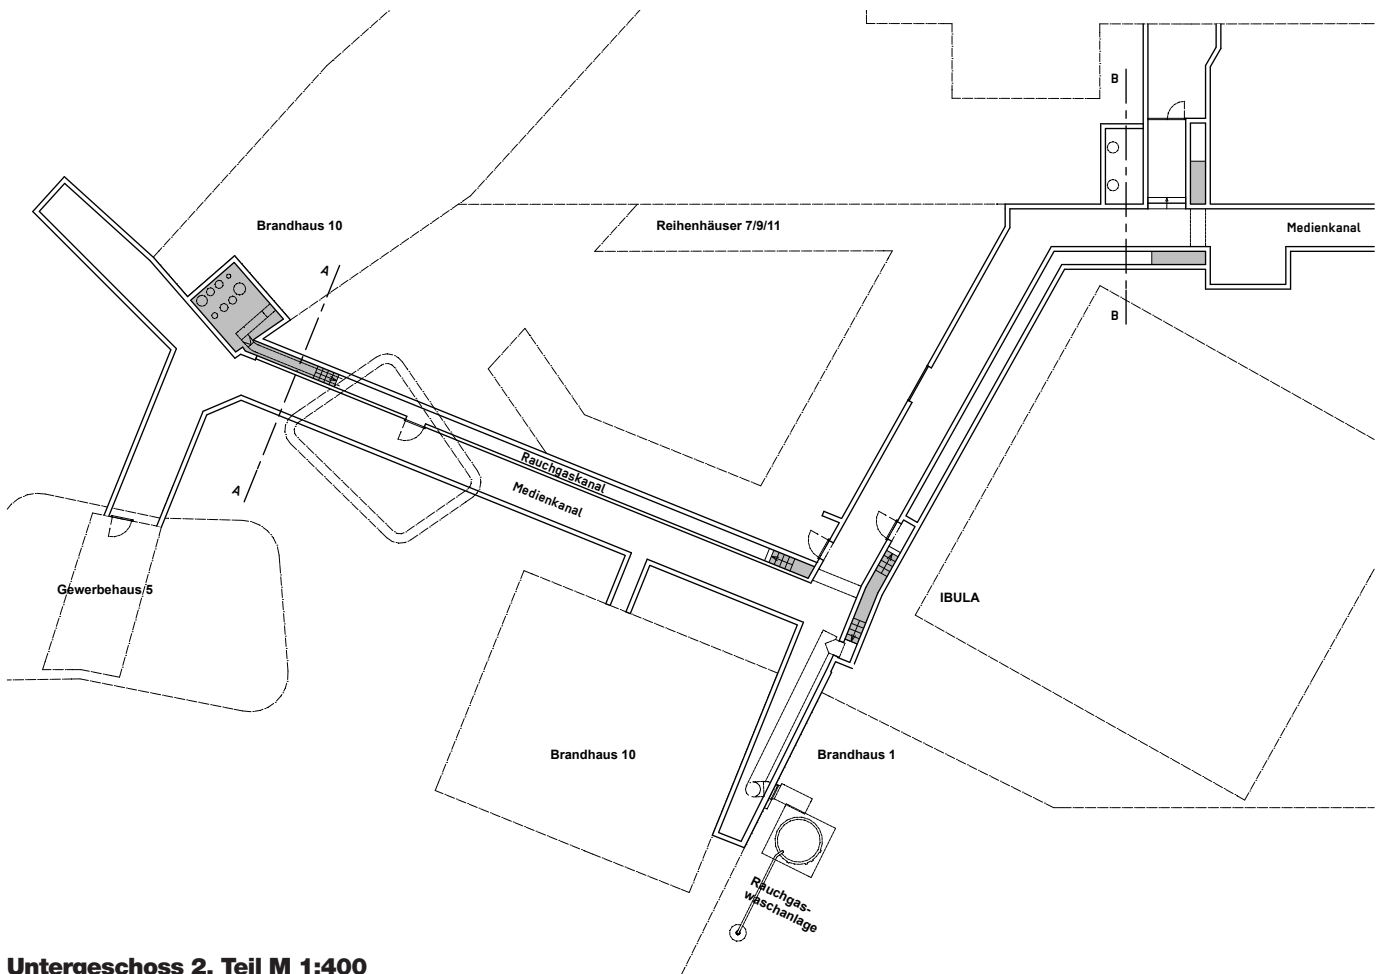 B
Brandhaus 10
Reihenhäuser 7/9/11
Medienkanal
A
B
Rauchgaskanal
Medienkanal
A
Gewerbehaus 5
IBULA
Brandhaus 10
Brandhaus 1
Rauchgas-
waschanlage
Untergeschoss 2. Teil M 1:400